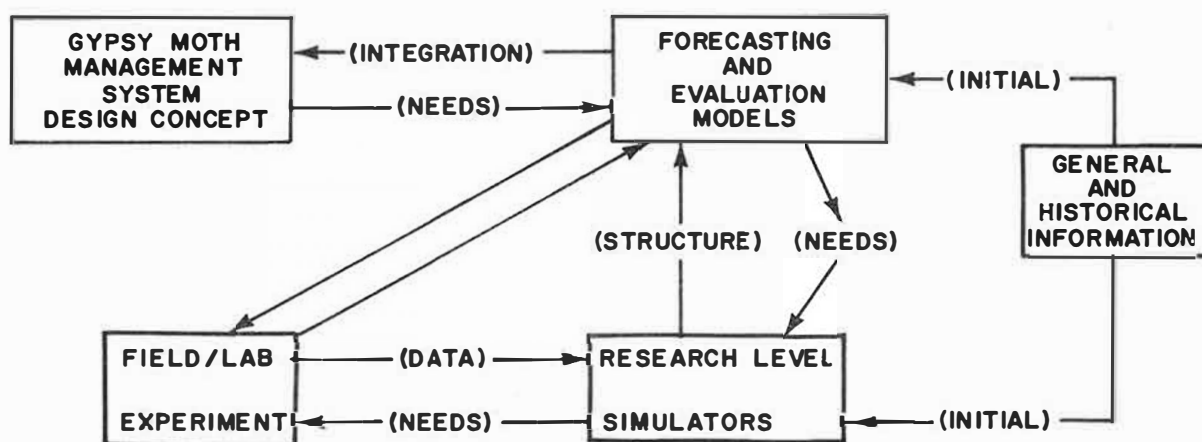 GYPSY MOTH
MANAGEMENT
SYSTEM
DESIGN CONCEPT
(INTEGRATION)
(NEEDS)
FORECASTING
AND
EVALUATION
MODELS
(INITIAL)
GENERAL
AND
HISTORICAL
INFORMATION
(STRUCTURE)
(NEEDS)
FIELD/LAB
EXPERIMENT
(DATA)
(NEEDS)
RESEARCH LEVEL
SIMULATORS
(INITIAL)